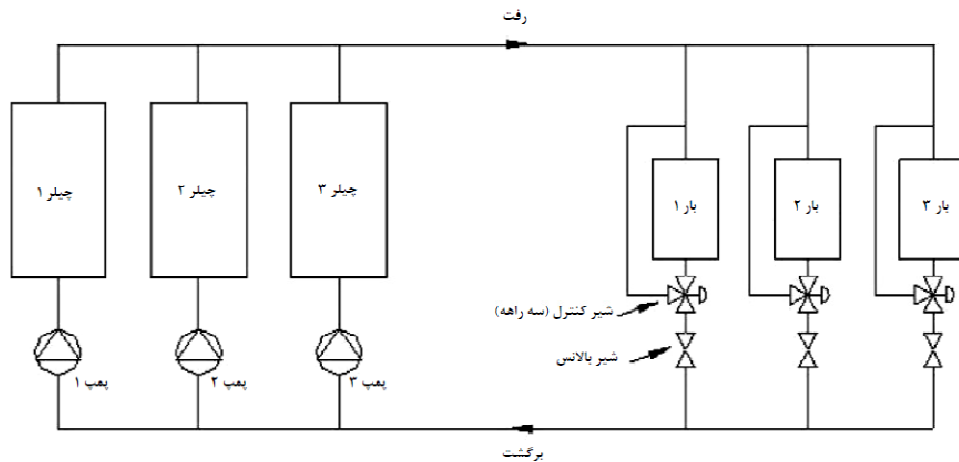 رفت
چیلر ۱
چیلر ۲
چیلر ۳
بار ۱
بار ۲
بار ۳
شیر کنترل (سه راهه)
شیر بالانس
پمپ ۱
پمپ ۲
پمپ ۳
برگشت